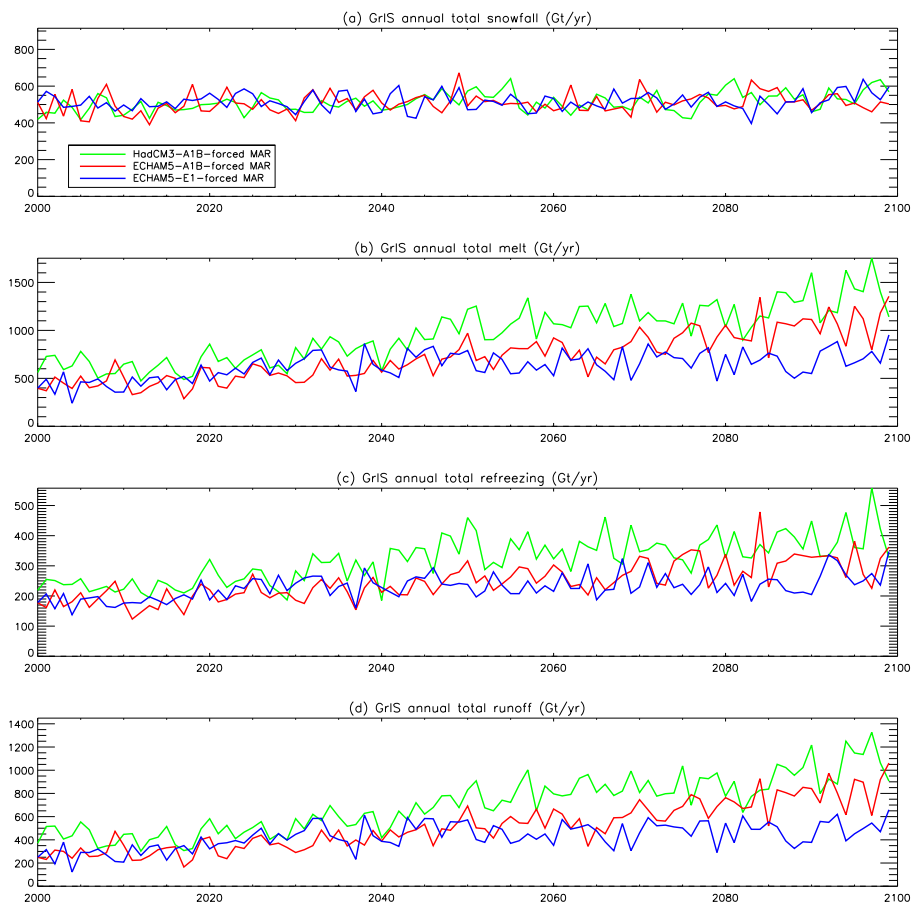 (a) GrIS annual total snowfall (Gt/yr)
800
600
400
200
0
HadCM3-A1B-forced MAR
ECHAM5-A1B-forced MAR
ECHAM5-E1-forced MAR
2000 2020 2040 2060 2080 2100
(b) GrIS annual total melt (Gt/yr)
1500
1000
500
0
2000 2020 2040 2060 2080 2100
(c) GrIS annual total refreezing (Gt/yr)
500
400
300
200
100
0
2000 2020 2040 2060 2080 2100
(d) GrIS annual total runoff (Gt/yr)
1400
1200
1000
800
600
400
200
0
2000 2020 2040 2060 2080 2100